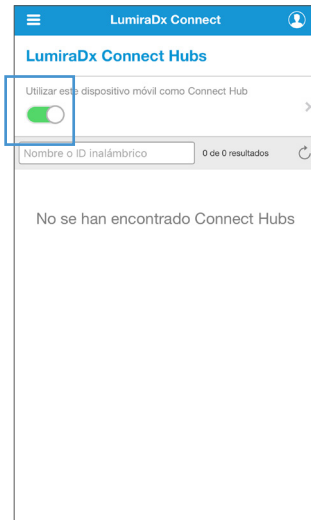 LumiraDx Connect
LumiraDx Connect Hubs
Utilizar este dispositivo móvil como Connect Hub
Nombre o ID inalámbrico
0 de 0 resultados
No se han encontrado Connect Hubs